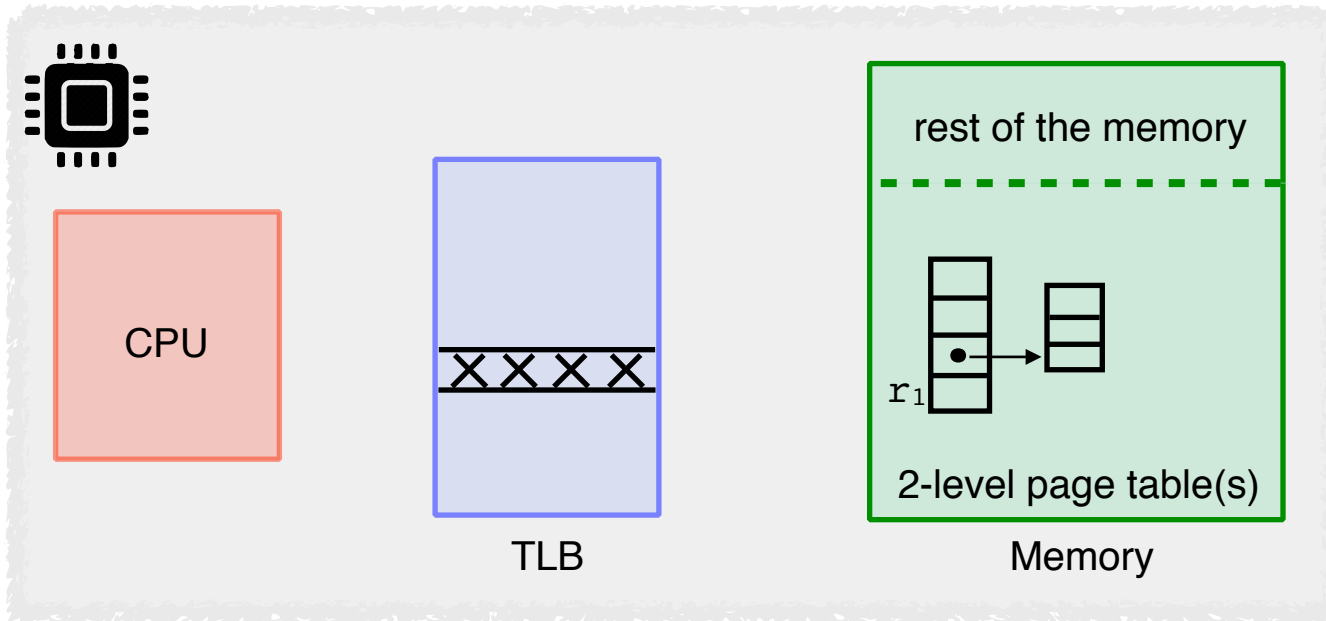 rest of the memory
CPU
r₁
2-level page table(s)
TLB
Memory